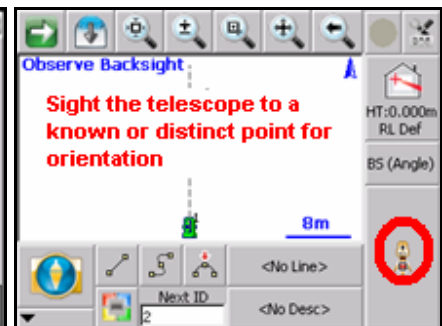 Observe Backsight
Sight the telescope to a
known or distinct point for
orientation
HT:0.000m
RL Def
BS (Angle)
8m
<No Line>
Next ID
2
<No Desc>